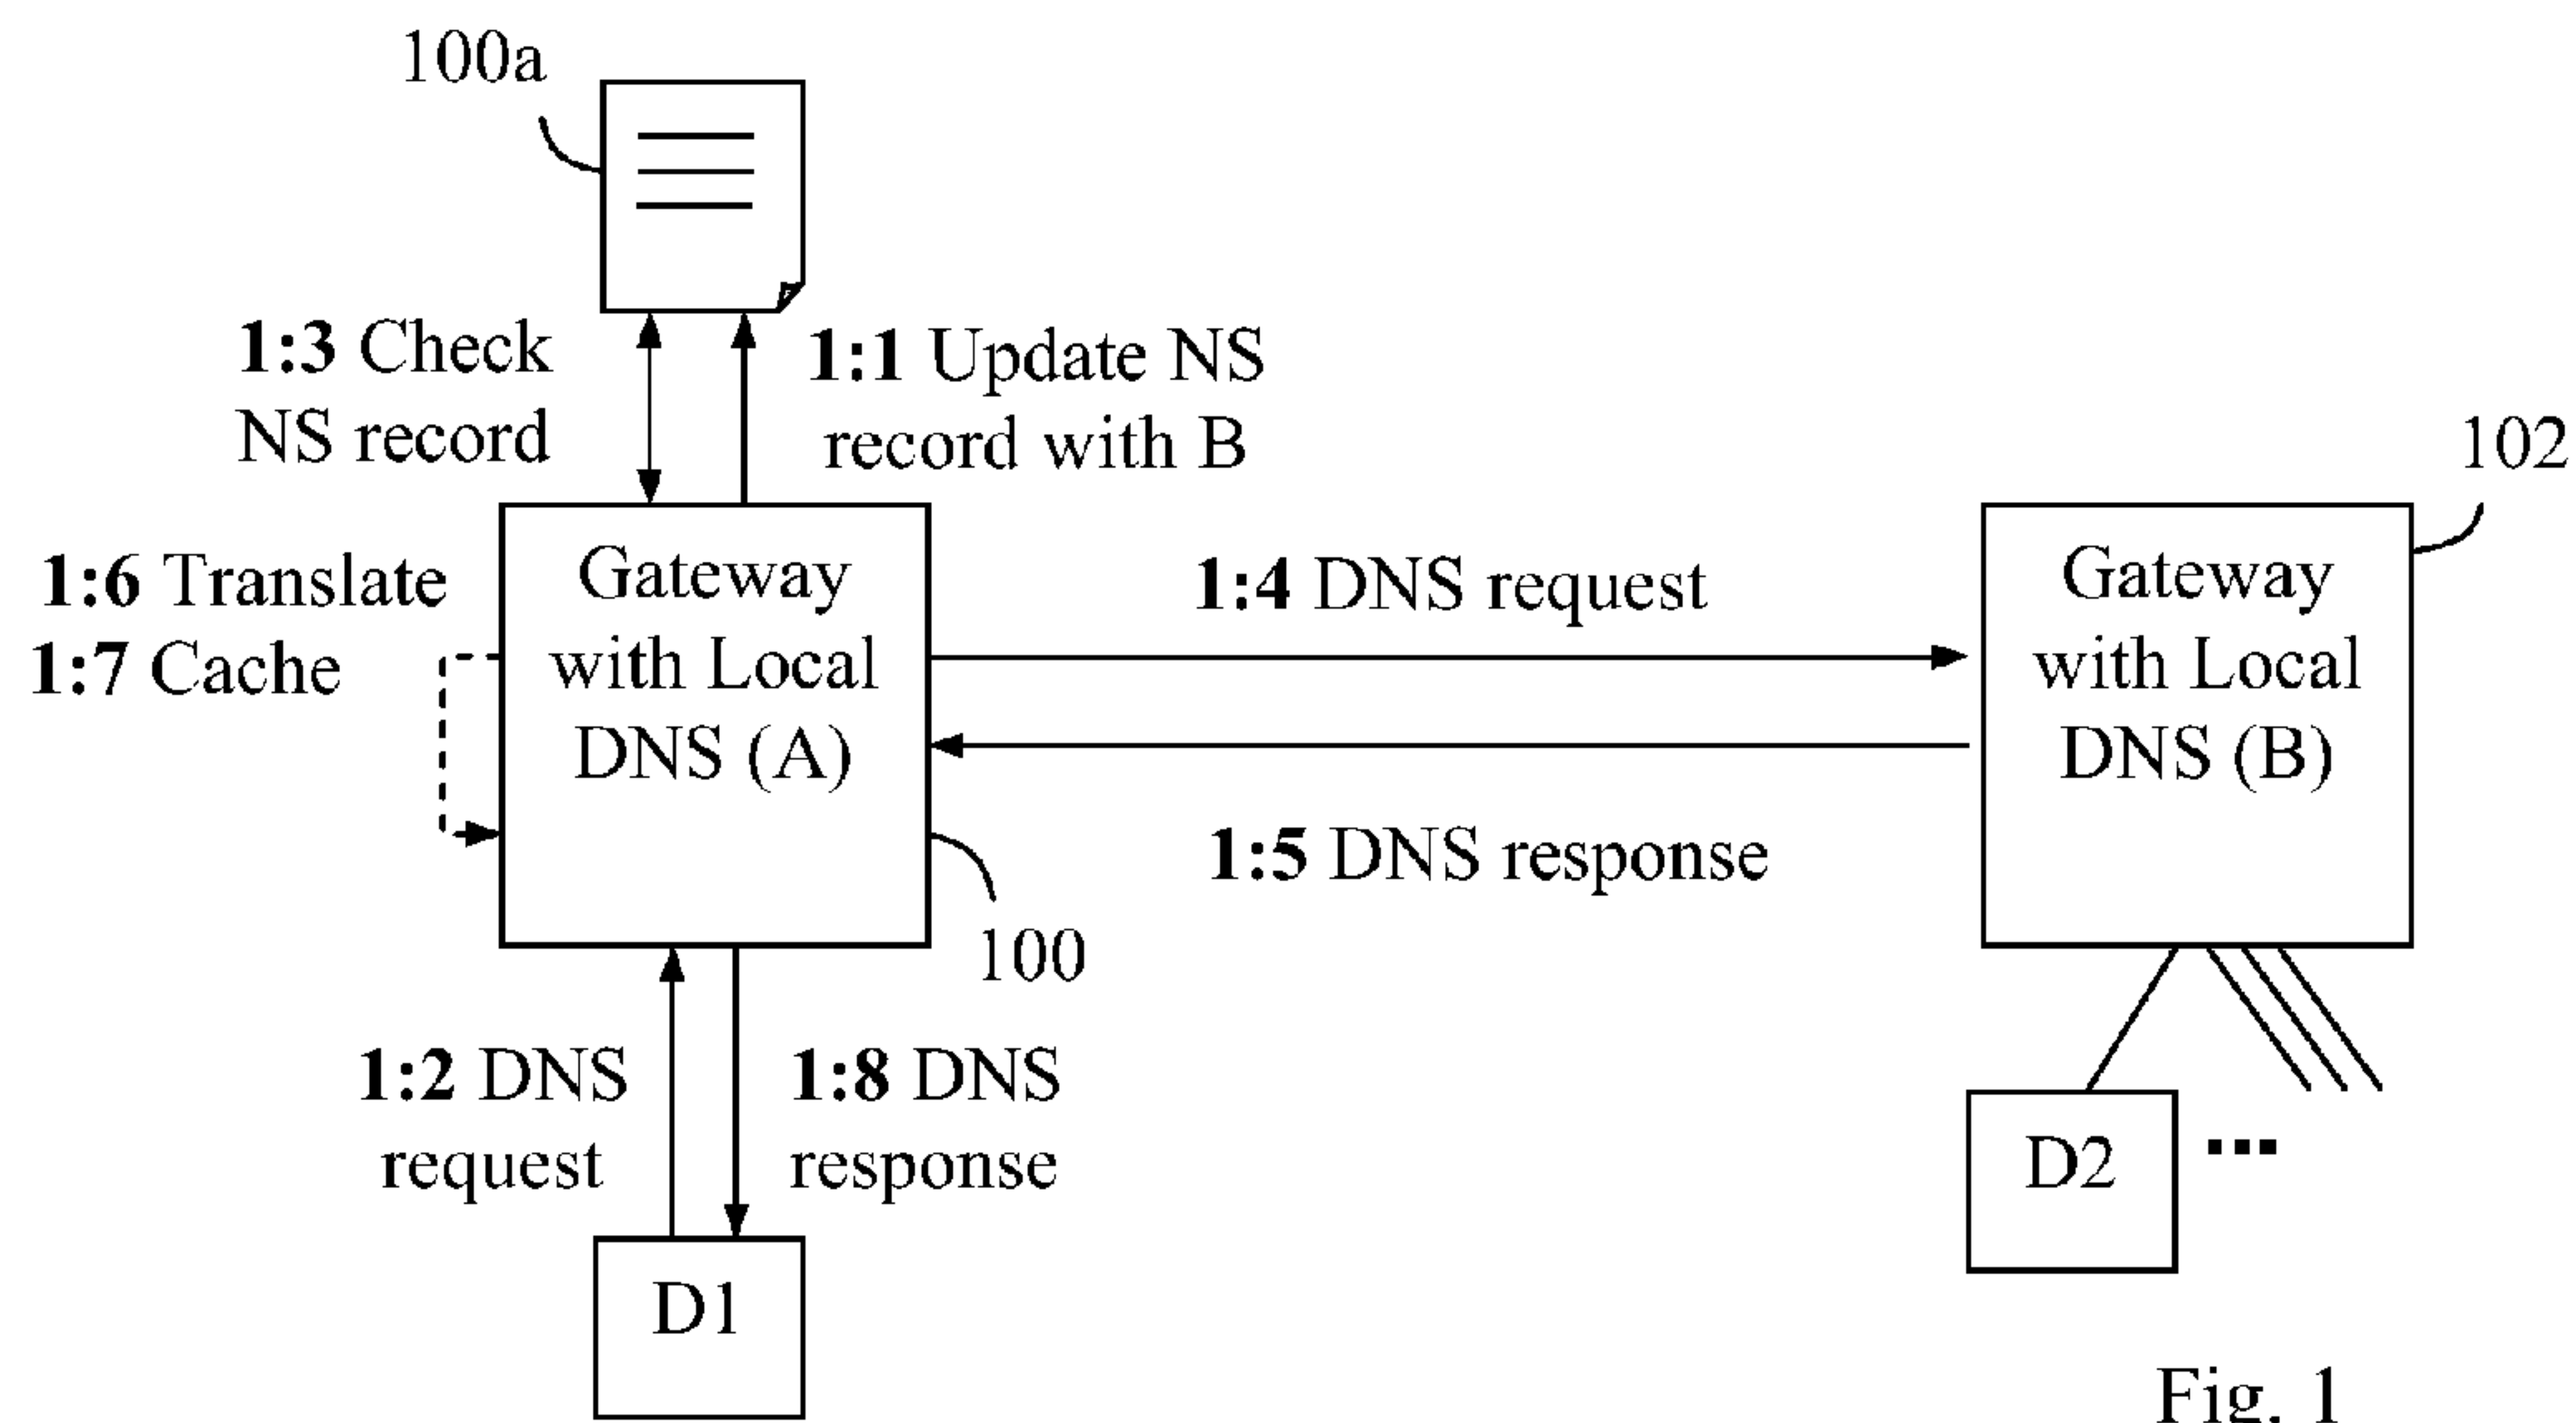 100a
1:3 Check
NS record
1:1 Update NS
record with B
102
1:6 Translate
1:7 Cache
Gateway
with Local
DNS (A)
1:4 DNS request
1:5 DNS response
Gateway
with Local
DNS (B)
100
1:2 DNS
request
1:8 DNS
response
D1
D2
...
Fig. 1